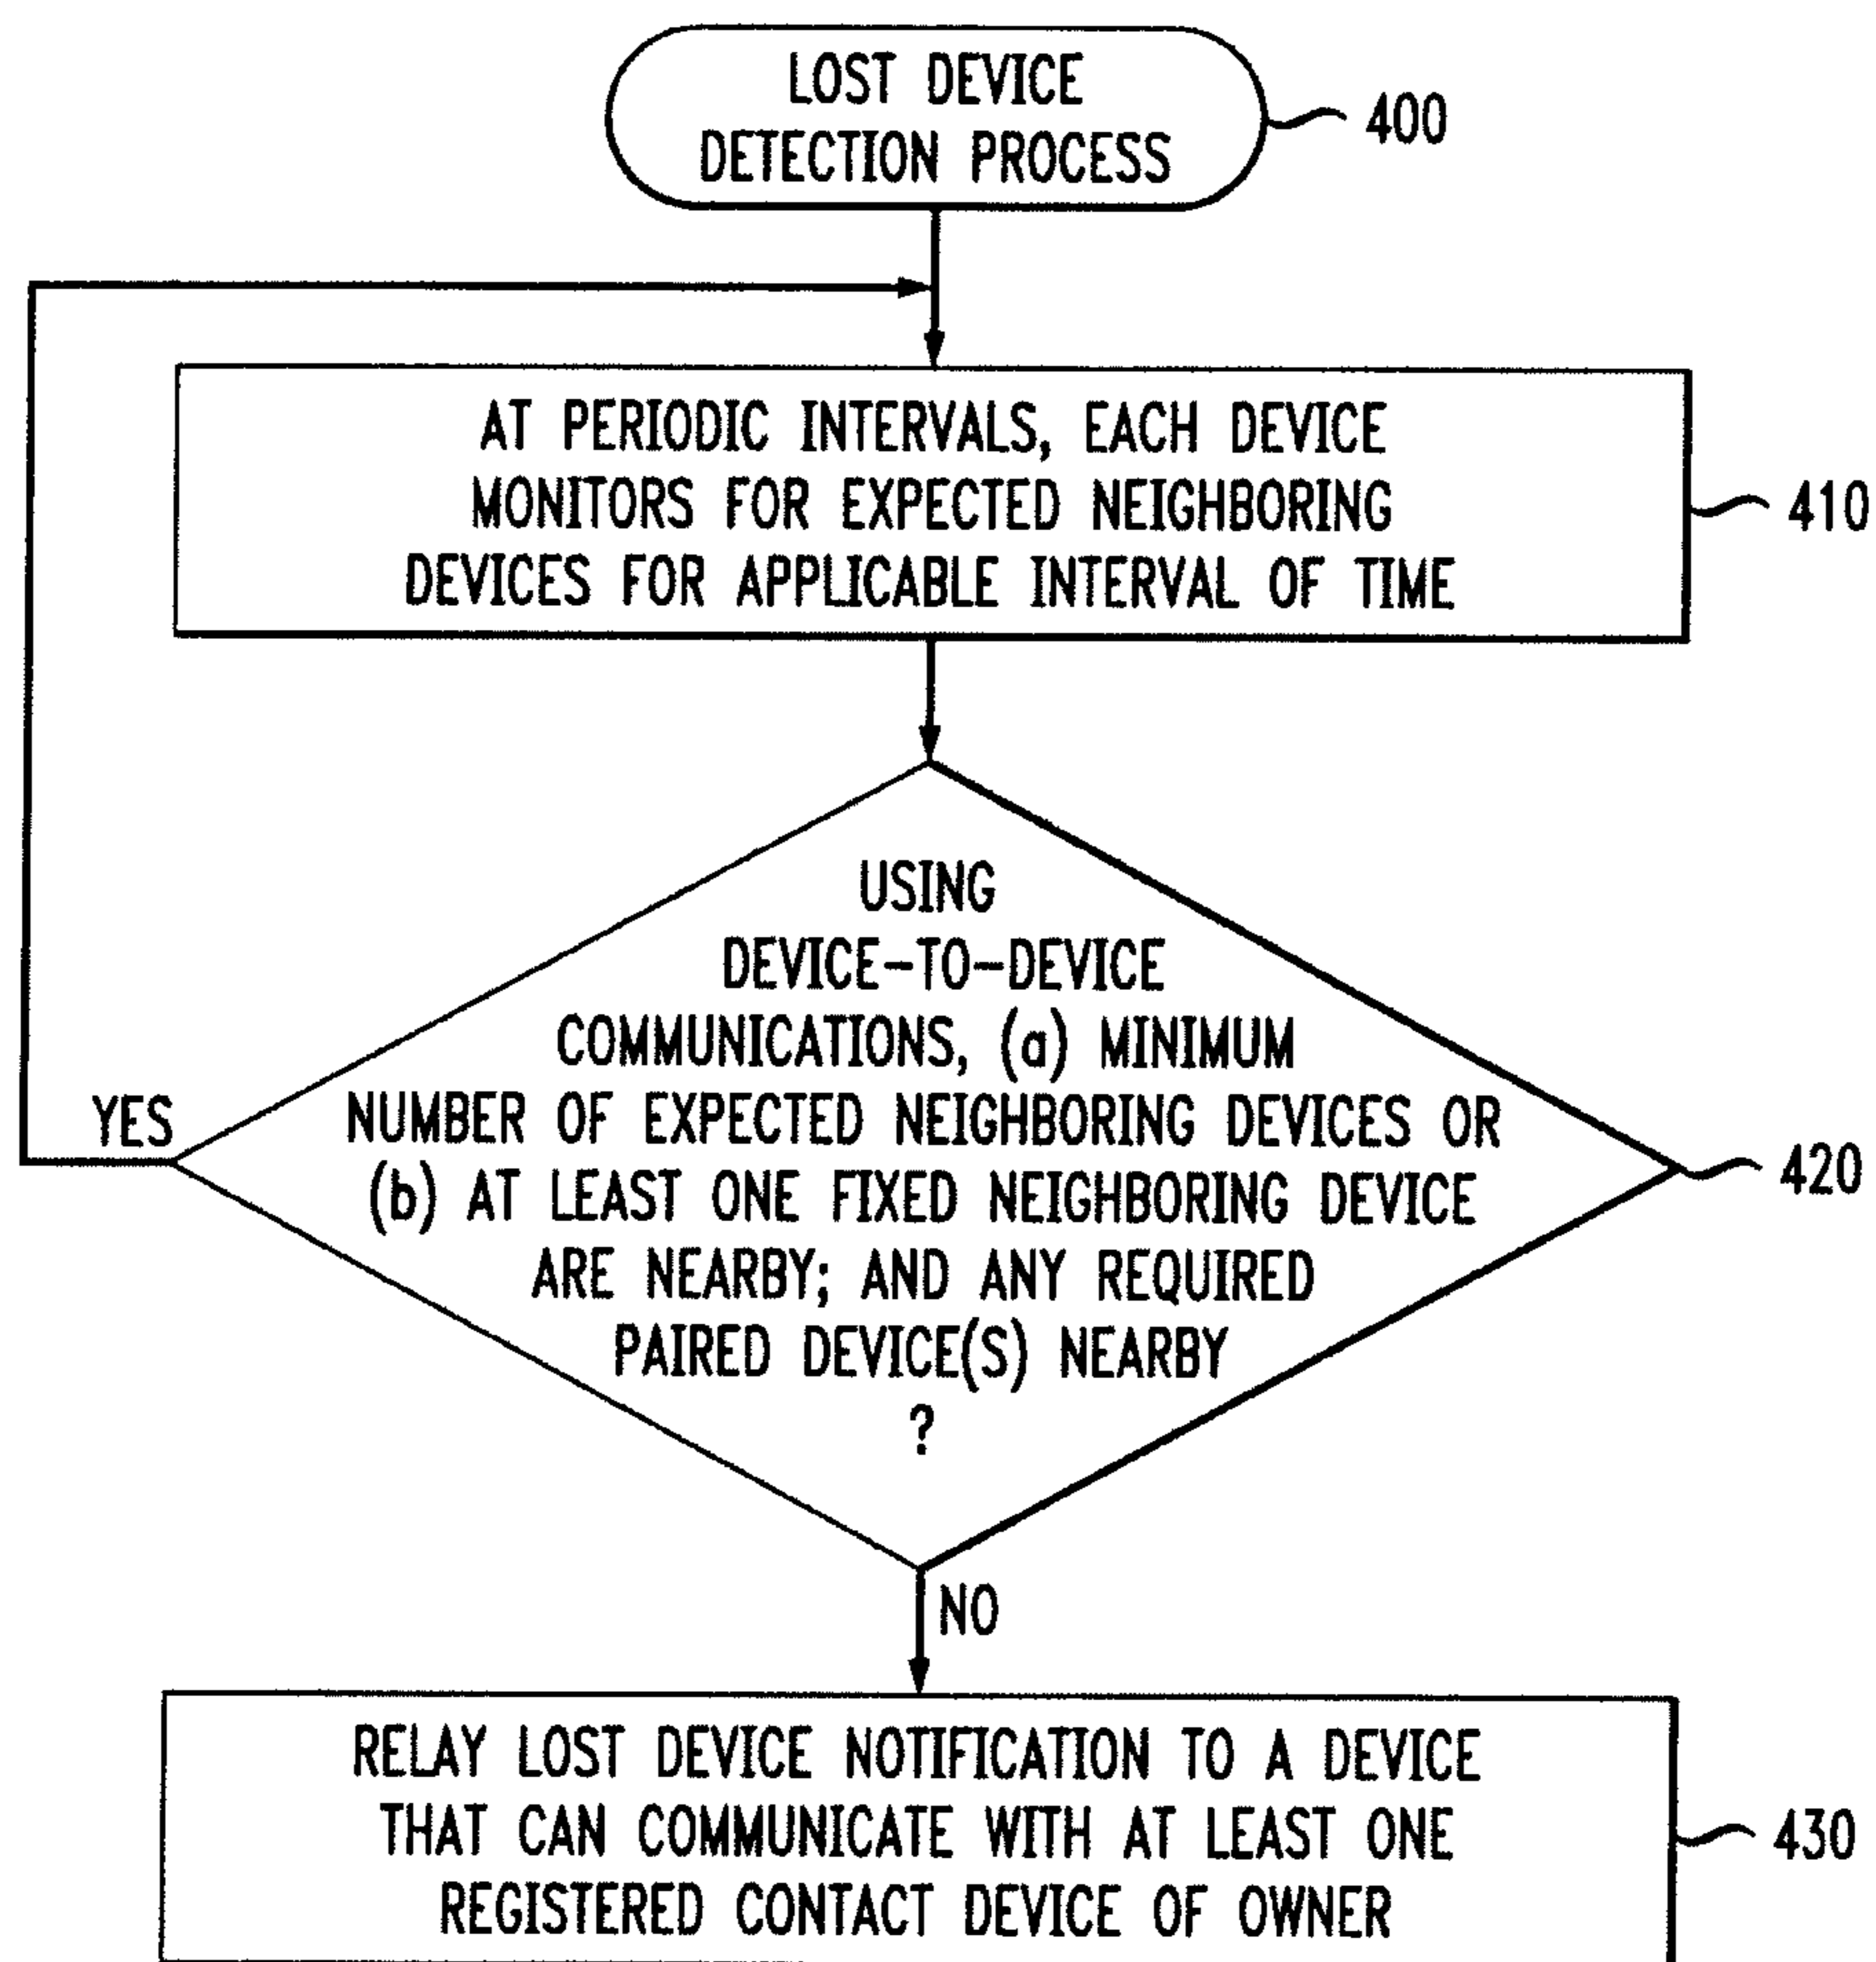 LOST DEVICE
DETECTION PROCESS
400
AT PERIODIC INTERVALS, EACH DEVICE
MONITORS FOR EXPECTED NEIGHBORING
DEVICES FOR APPLICABLE INTERVAL OF TIME
410
USING
DEVICE-TO-DEVICE
COMMUNICATIONS, (a) MINIMUM
NUMBER OF EXPECTED NEIGHBORING DEVICES OR
(b) AT LEAST ONE FIXED NEIGHBORING DEVICE
ARE NEARBY; AND ANY REQUIRED
PAIRED DEVICE(S) NEARBY
?
420
YES
NO
RELAY LOST DEVICE NOTIFICATION TO A DEVICE
THAT CAN COMMUNICATE WITH AT LEAST ONE
REGISTERED CONTACT DEVICE OF OWNER
430